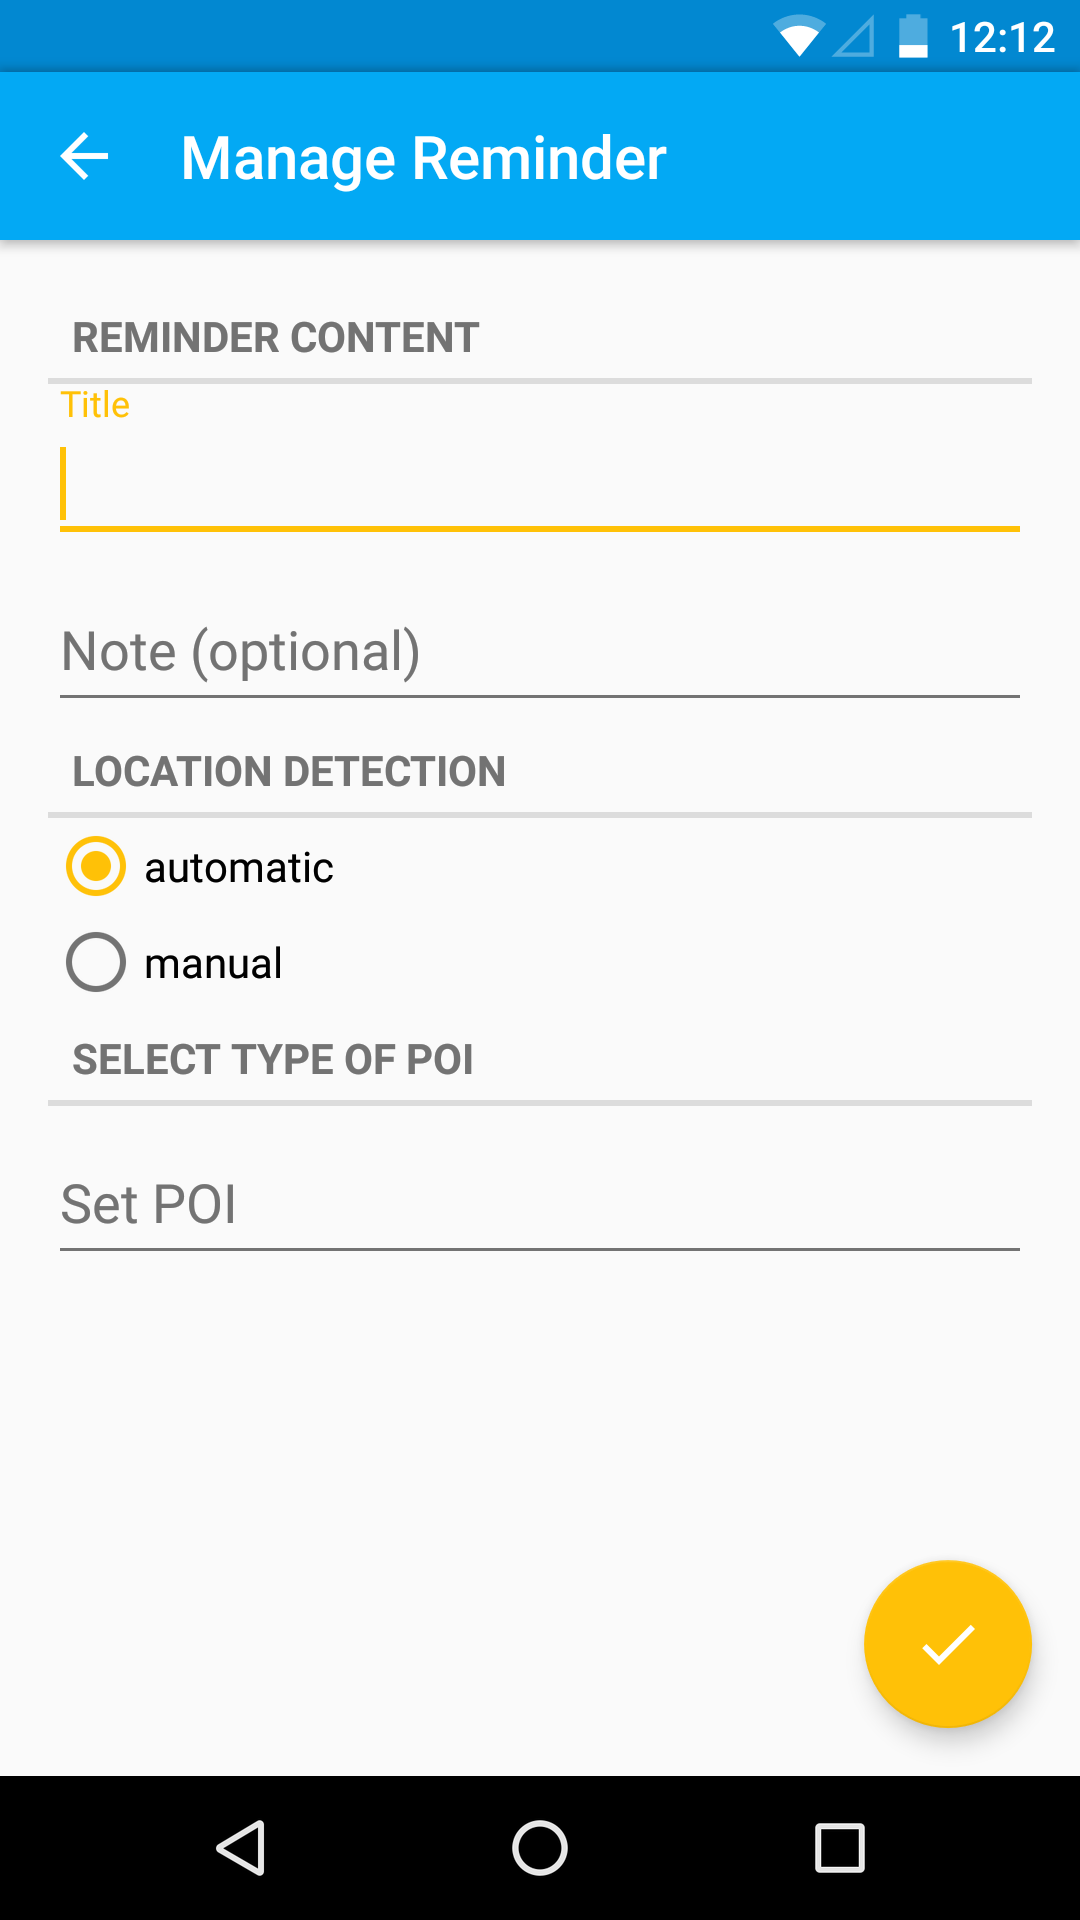 12:12
Manage Reminder
REMINDER CONTENT
Title
Note (optional)
LOCATION DETECTION
automatic
manual
SELECT TYPE OF POI
Set POI